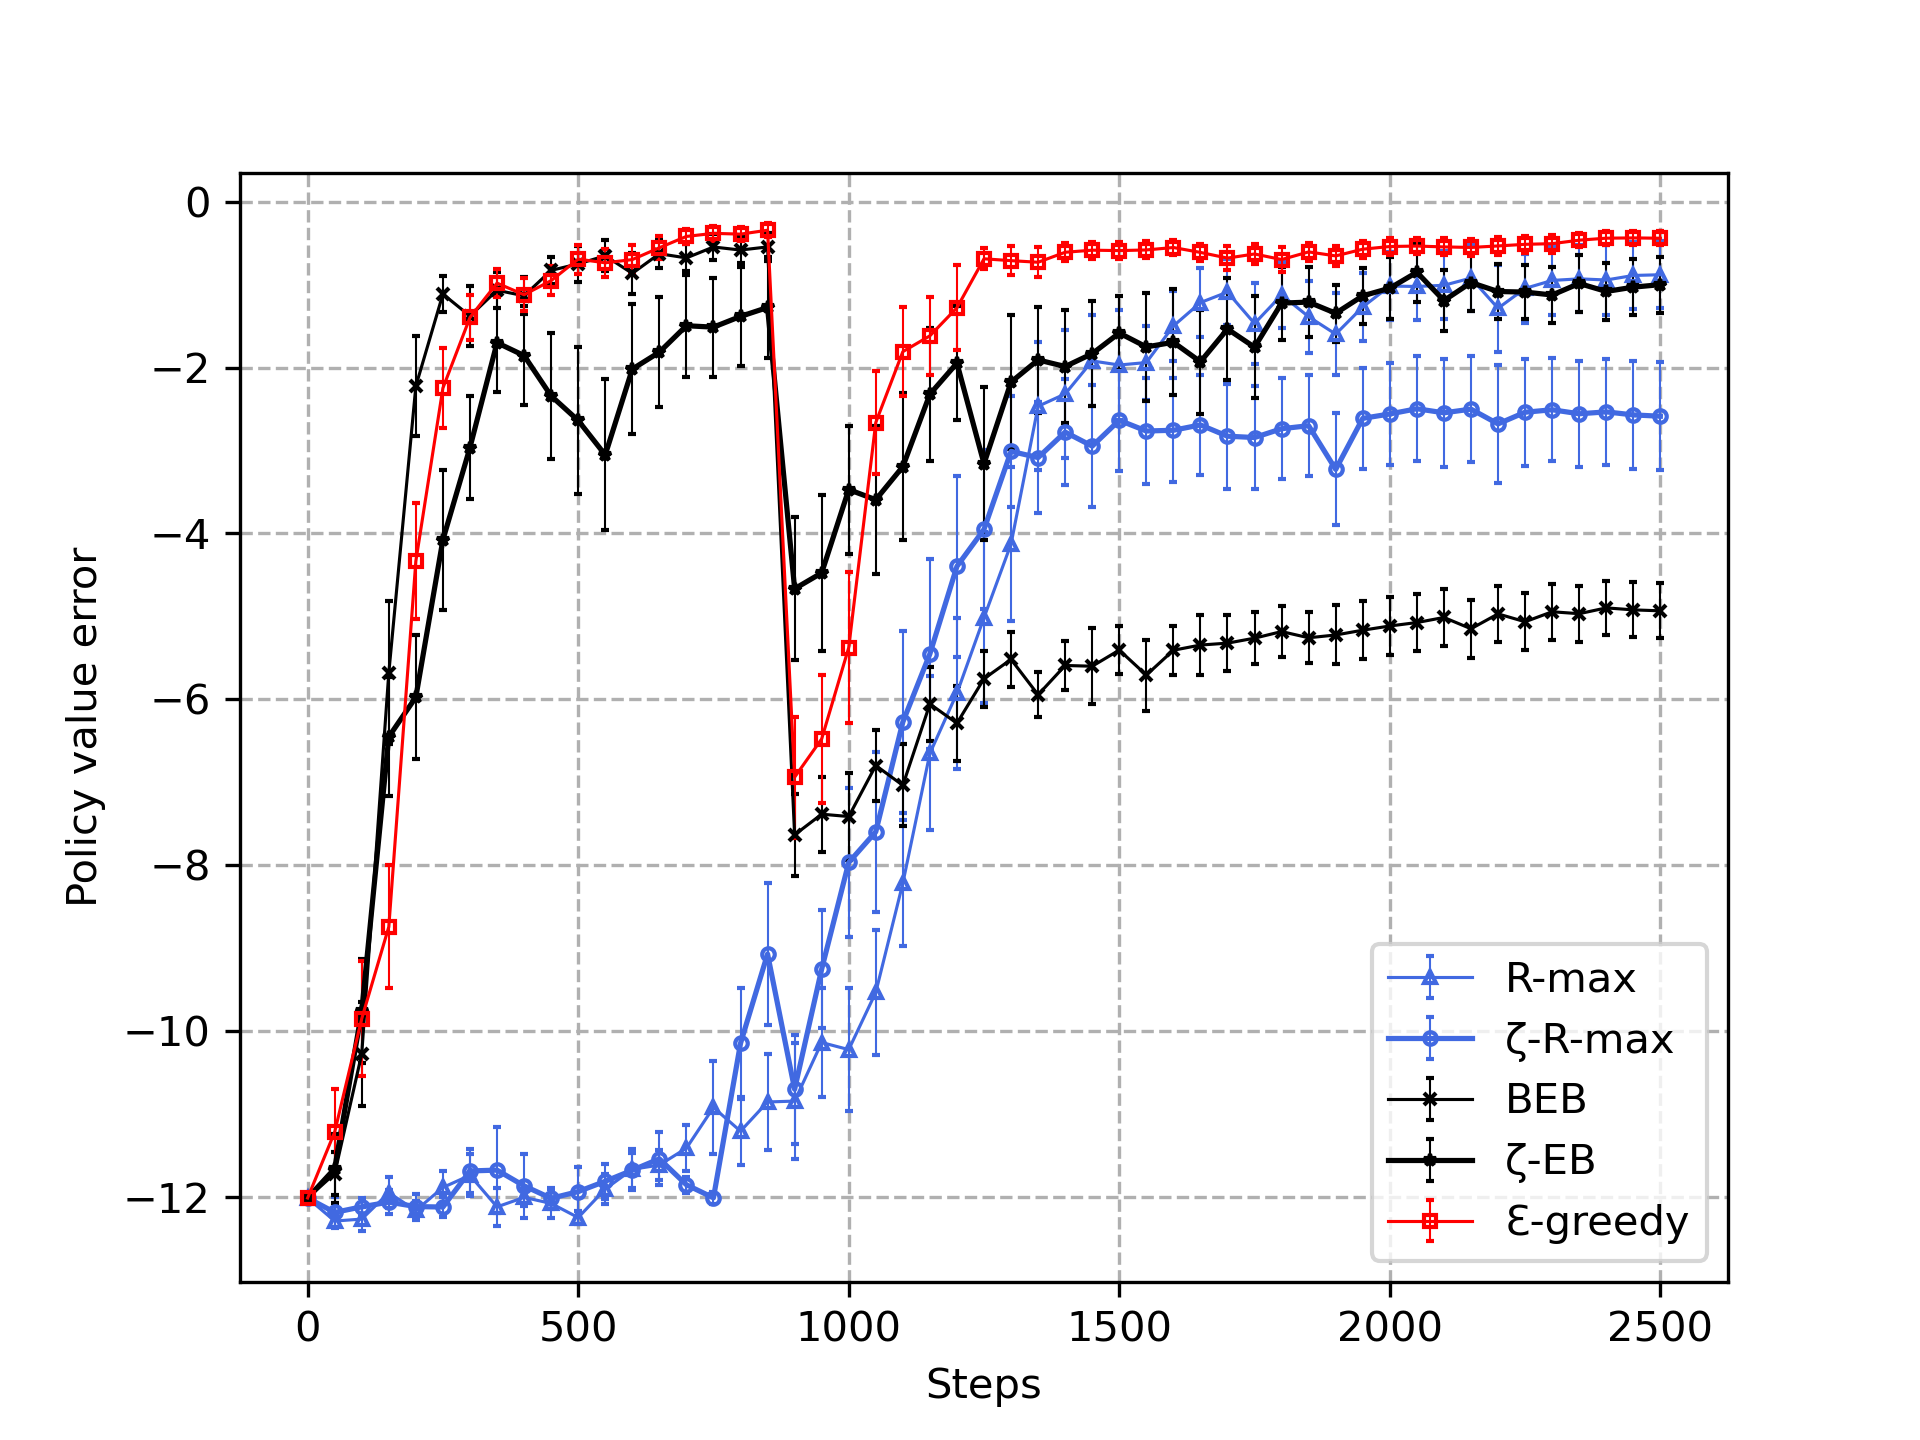 0
−2
−4
−6
−8
−10
−12
Policy value error
0 500 1000 1500 2000 2500
Steps
R-max
ζ-R-max
BEB
ζ-EB
Ɛ-greedy